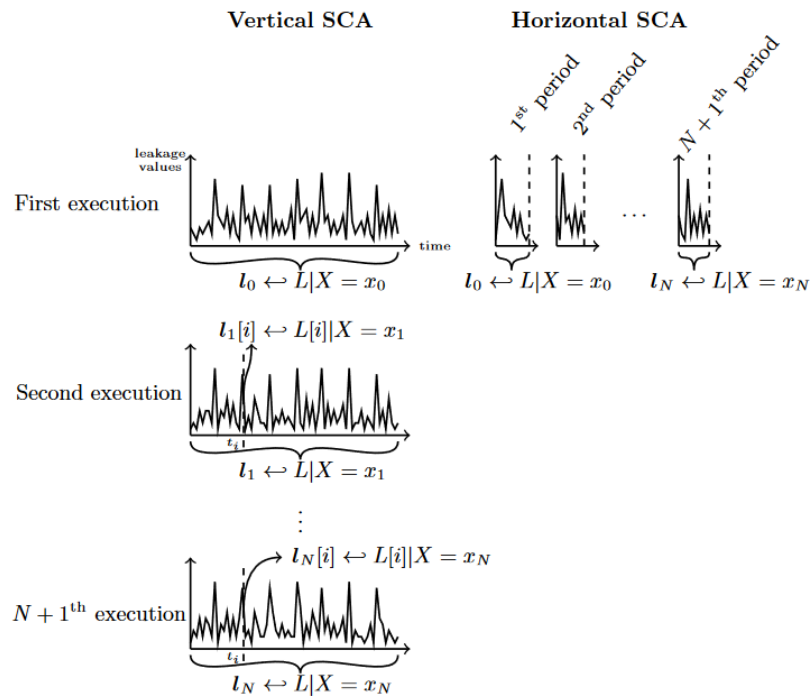 Vertical SCA
Horizontal SCA
1st period
2nd period
N + 1th period
leakage
values
First execution
time
...
l0 ↩ L|X = x0
l0 ↩ L|X = x0
lN ↩ L|X = xN
l1[i] ↩ L[i]|X = x1
Second execution
ti
l1 ↩ L|X = x1
⋮
lN[i] ↩ L[i]|X = xN
N + 1th execution
ti
lN ↩ L|X = xN